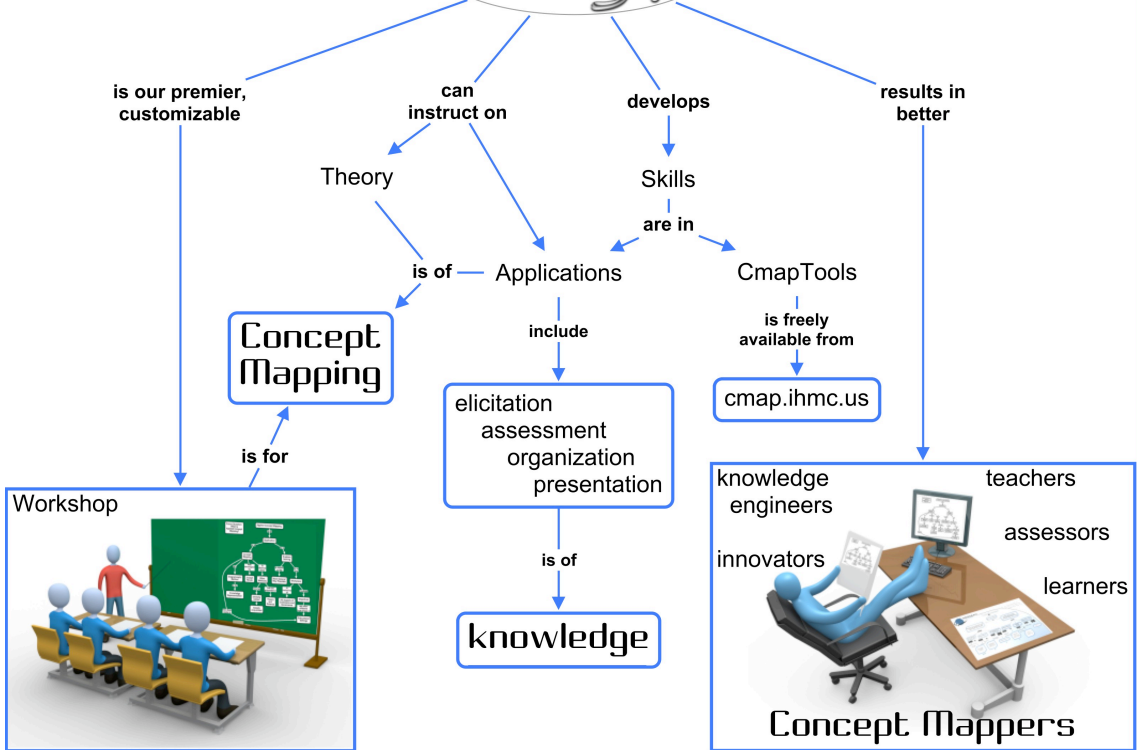 is our premier,
customizable
can
instruct on
develops
results in
better
Theory
Skills
are in
is of
Applications
CmapTools
Concept
Mapping
include
is freely
available from
elicitation
assessment
organization
presentation
cmap.ihmc.us
is for
Workshop
is of
knowledge
knowledge
engineers
innovators
teachers
assessors
learners
Concept Mappers